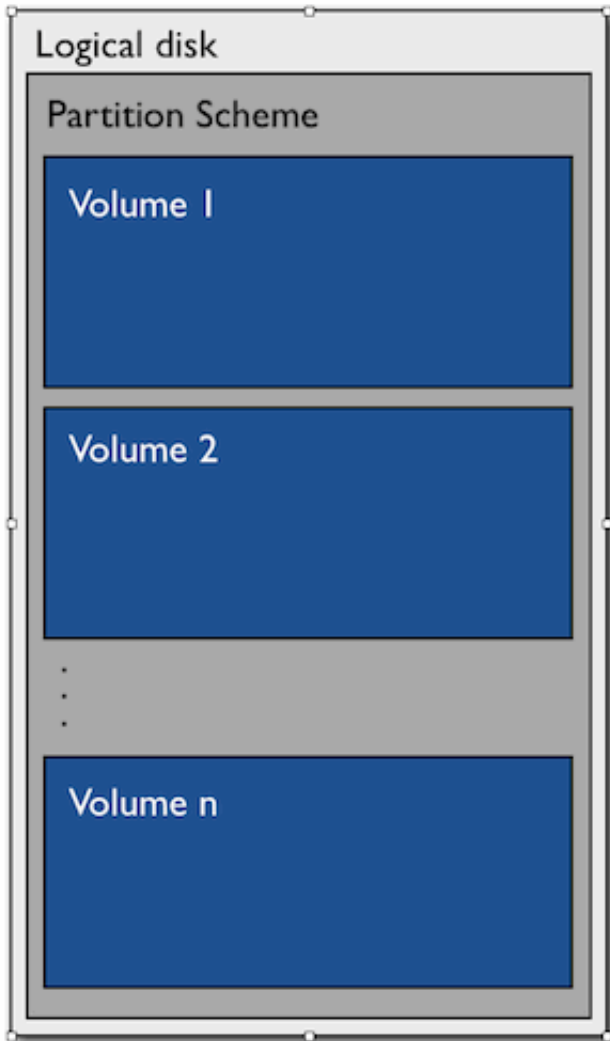 Logical disk
Partition Scheme
Volume 1
Volume 2
.
.
.
Volume n